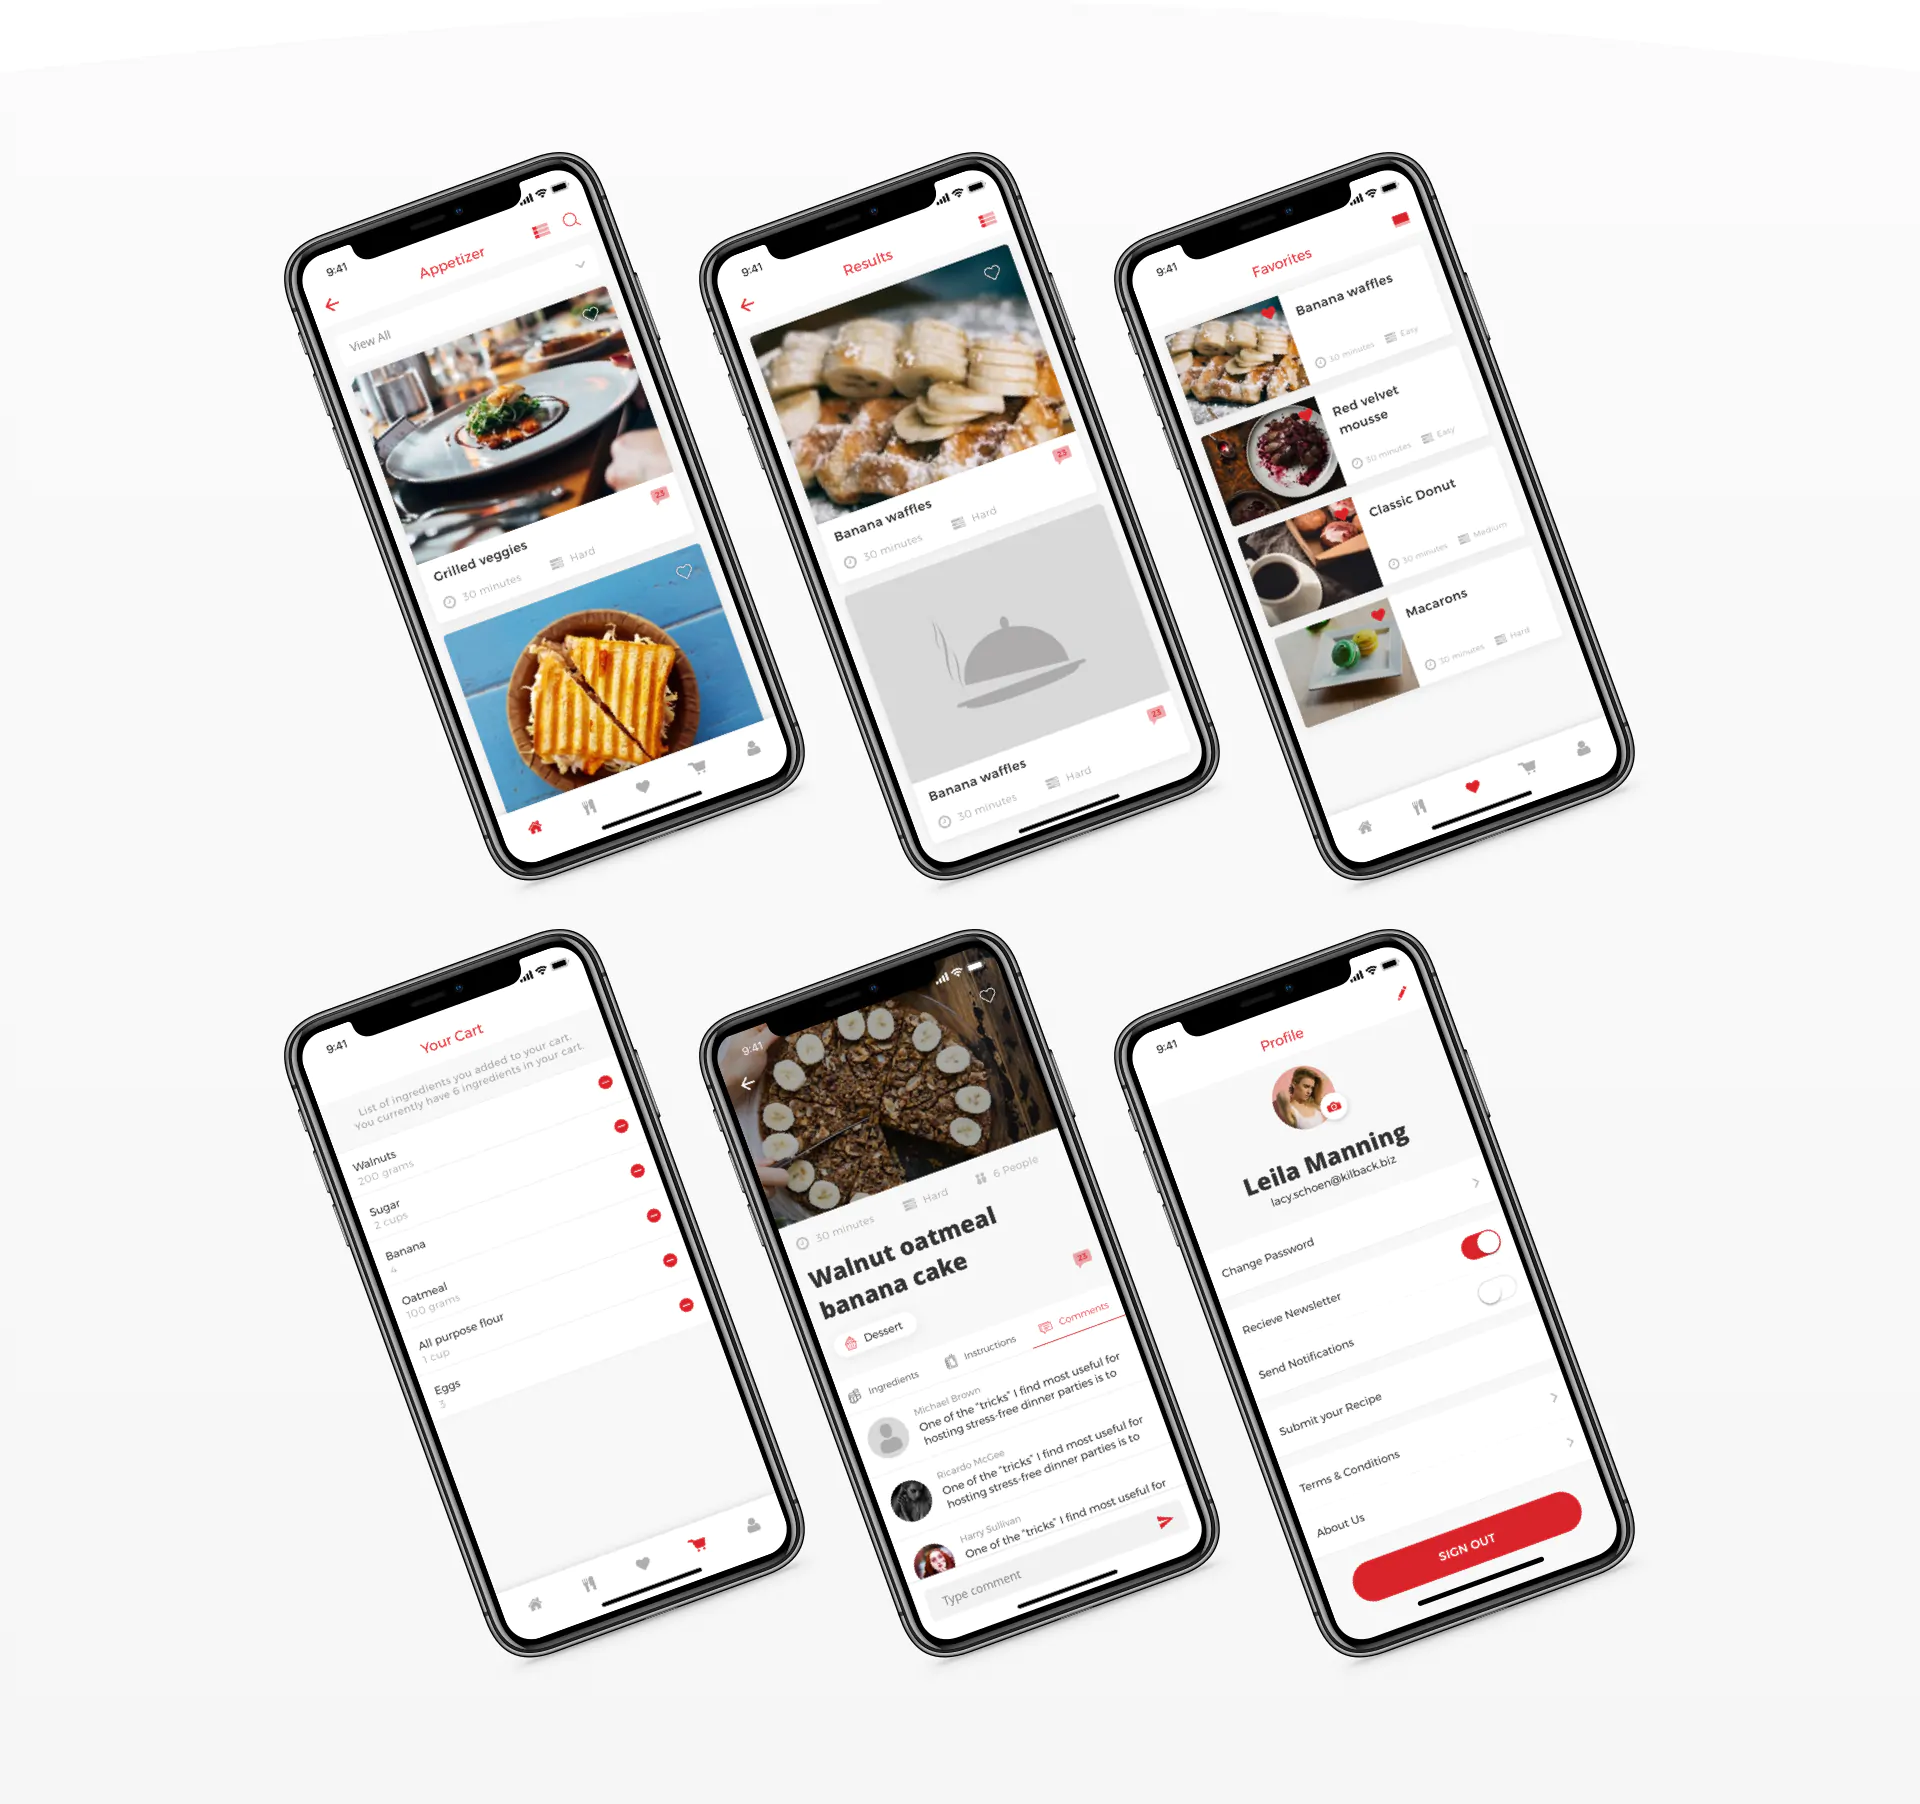 9:41
Appetizer
View All
23
Grilled veggies
30 minutes
Hard
9:41
Results
23
Banana waffles
30 minutes
Hard
23
Banana waffles
30 minutes
Hard
9:41
Favorites
Banana waffles
30 minutes
Easy
Red velvet
mousse
30 minutes
Easy
Classic Donut
30 minutes
Medium
Macarons
30 minutes
Hard
9:41
Your Cart
List of ingredients you added to your cart.
You currently have 6 ingredients in your cart.
Walnuts
200 grams
Sugar
2 cups
Banana
4
Oatmeal
100 grams
All purpose flour
1 cup
Eggs
3
9:41
30 minutes
Hard
6 People
Walnut oatmeal
banana cake
23
Dessert
Ingredients
Instructions
Comments
Michael Brown
One of the "tricks" I find most useful for
hosting stress-free dinner parties is to
Ricardo McGee
One of the "tricks" I find most useful for
hosting stress-free dinner parties is to
Harry Sullivan
One of the "tricks" I find most useful for
Type comment
9:41
Profile
Leila Manning
lacy.schoen@kilback.biz
Change Password
Recieve Newsletter
Send Notifications
Submit your Recipe
Terms & Conditions
About Us
SIGN OUT